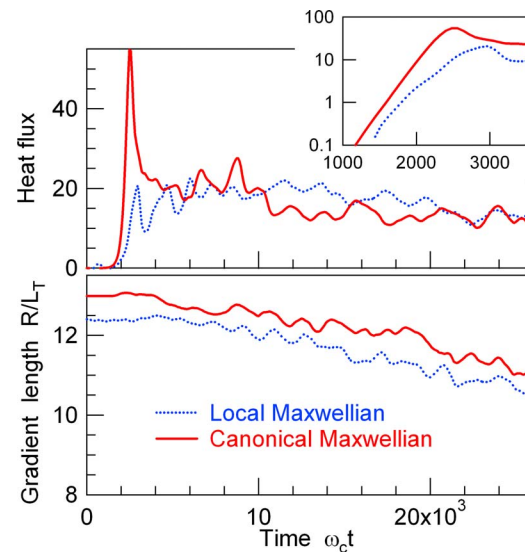 100
10
1
0.1
1000 2000 3000
Heat flux
40
20
0
Gradient length R/L_T
12
10
8
Local Maxwellian
Canonical Maxwellian
0 10 20x10³
Time ω_ct